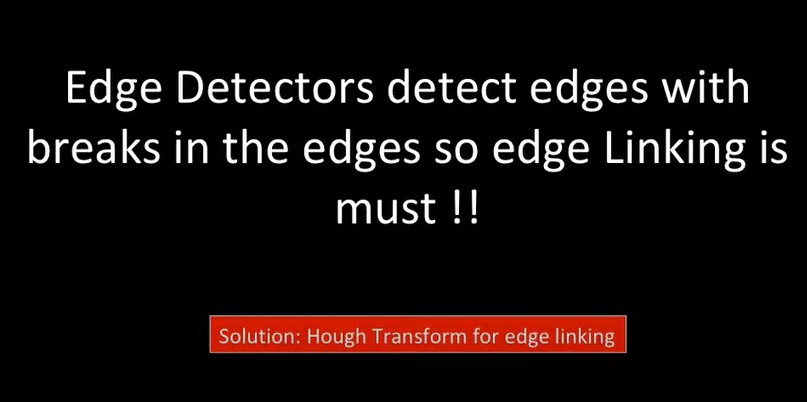 Edge Detectors detect edges with
breaks in the edges so edge Linking is
must !!
Solution: Hough Transform for edge linking